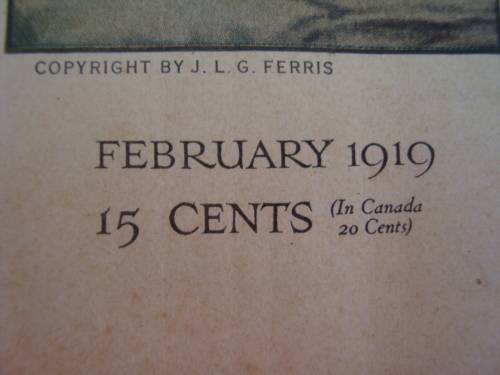 COPYRIGHT BY J. L. G. FERRIS
FEBRUARY 1919
15 CENTS (In Canada
20 Cents)